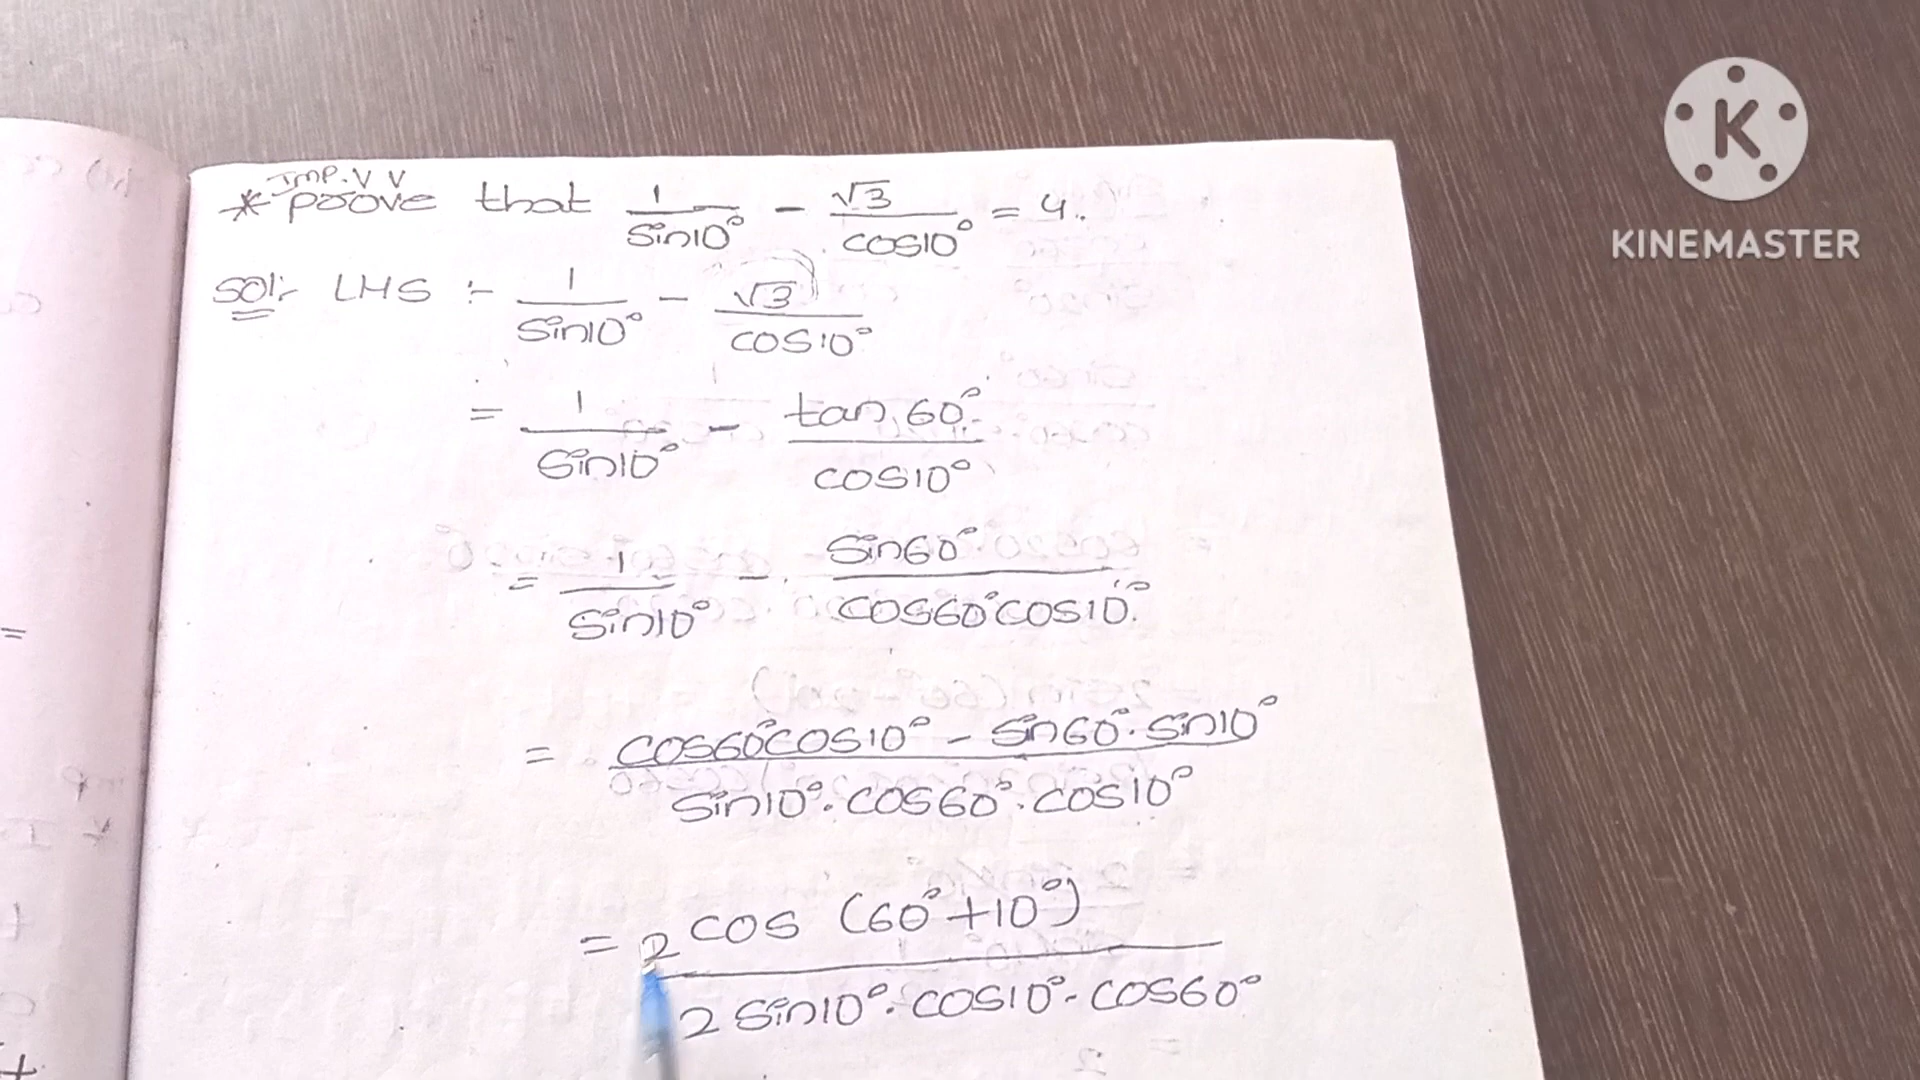 Imp. V V
* Prove that 1/sin10° - √3/cos10° = 4.
Sol:- LHS :- 1/sin10° - √3/cos10°
= 1/sin10° - tan 60°/cos10°
= 1/sin10° - sin60°/cos60°cos10°
= cos60°cos10° - sin60°·sin10°/sin10°·cos60°·cos10°
= 2 cos (60°+10°)/2 sin10°·cos10°·cos60°
K
KINEMASTER